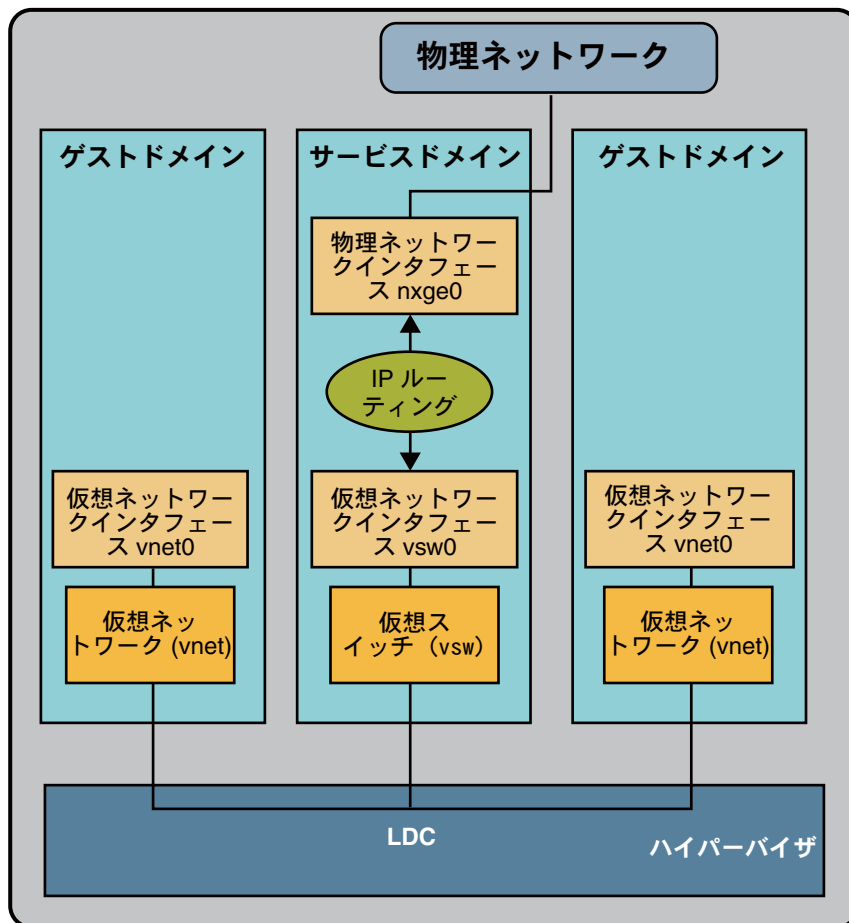 物理ネットワーク
ゲストドメイン
サービスドメイン
ゲストドメイン
物理ネットワー
クインタフェー
ス nxge0
IP ルー
ティング
仮想ネットワー
クインタフェー
ス vnet0
仮想ネットワー
クインタフェー
ス vsw0
仮想ネットワー
クインタフェー
ス vnet0
仮想ネッ
トワーク (vnet)
仮想ス
イッチ（vsw）
仮想ネッ
トワーク (vnet)
LDC
ハイパーバイザ